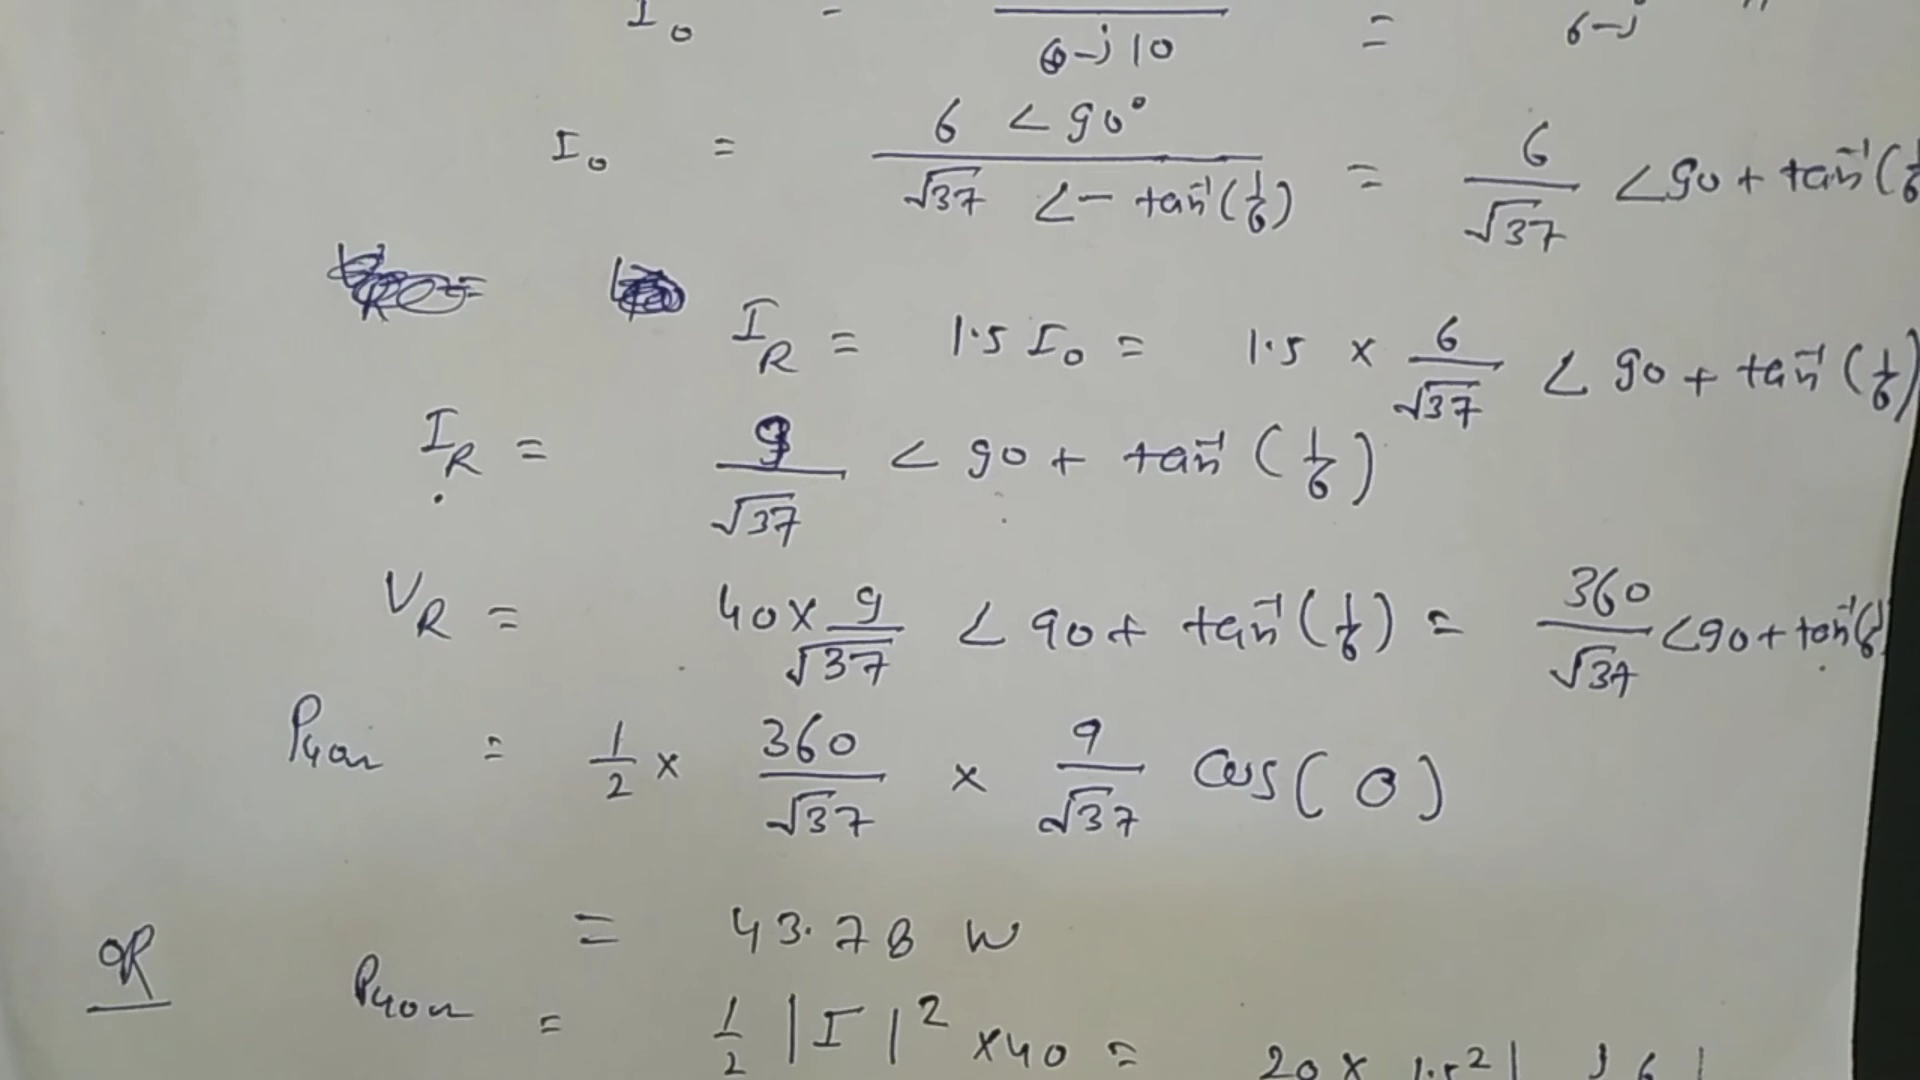 I₀ - ─── / 6-j10 = / 6-j
I₀ = 6 ∠90° / √37 ∠-tan⁻¹(1/6) = 6/√37 ∠90 + tan⁻¹(1/6
I_R = 1.5 I₀ = 1.5 × 6/√37 ∠ 90 + tan⁻¹(1/6)
I_R = 9/√37 ∠ 90 + tan⁻¹(1/6)
V_R = 40 × 9/√37 ∠ 90 + tan⁻¹(1/6) = 360/√37 ∠90 + tan⁻¹(1/6)
P40Ω = 1/2 × 360/√37 × 9/√37 Cos(0)
= 43.78 W
OR P40Ω = 1/2 |I|² ×40 = 20 × 1.5² | j6 |